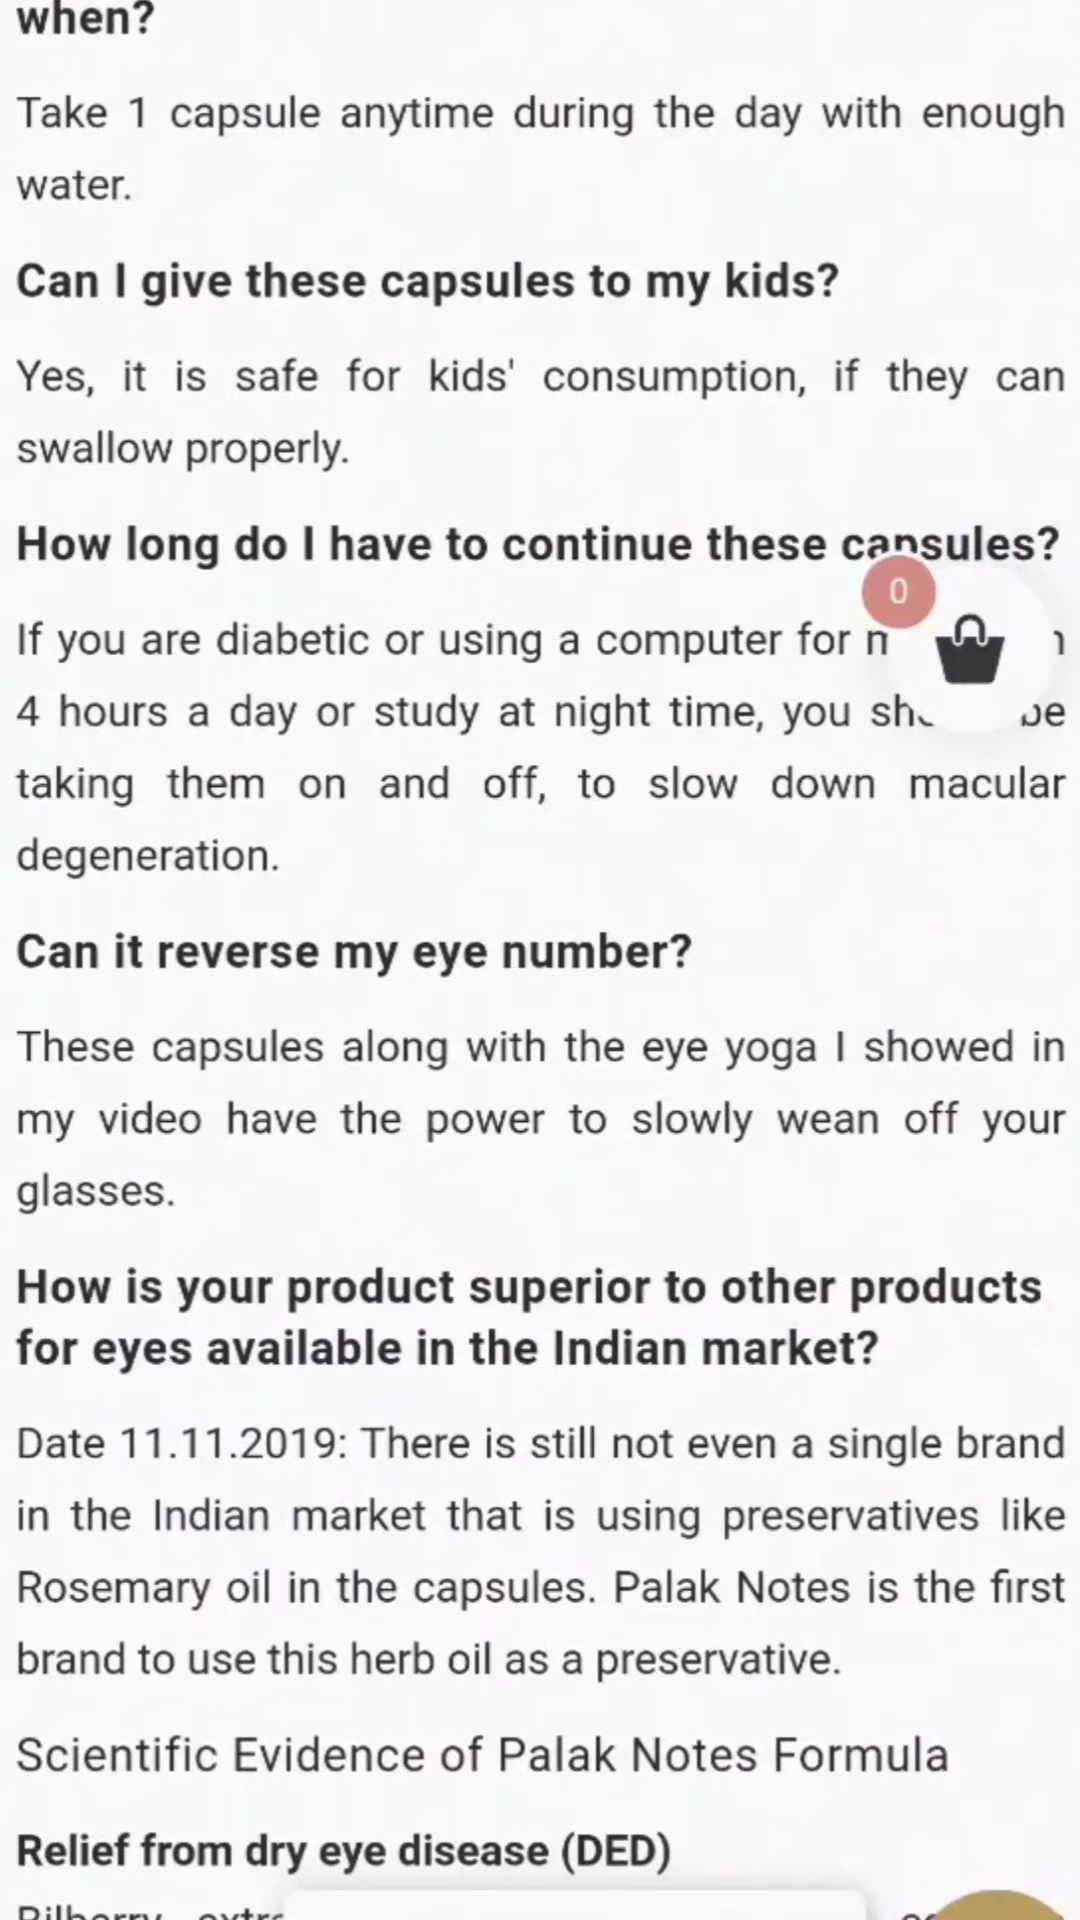 when?
Take 1 capsule anytime during the day with enough
water.
Can I give these capsules to my kids?
Yes, it is safe for kids' consumption, if they can
swallow properly.
How long do I have to continue these capsules?
0
If you are diabetic or using a computer for
4 hours a day or study at night time, you be
taking them on and off, to slow down macular
degeneration.
Can it reverse my eye number?
These capsules along with the eye yoga I showed in
my video have the power to slowly wean off your
glasses.
How is your product superior to other products
for eyes available in the Indian market?
Date 11.11.2019: There is still not even a single brand
in the Indian market that is using preservatives like
Rosemary oil in the capsules. Palak Notes is the first
brand to use this herb oil as a preservative.
Scientific Evidence of Palak Notes Formula
Relief from dry eye disease (DED)